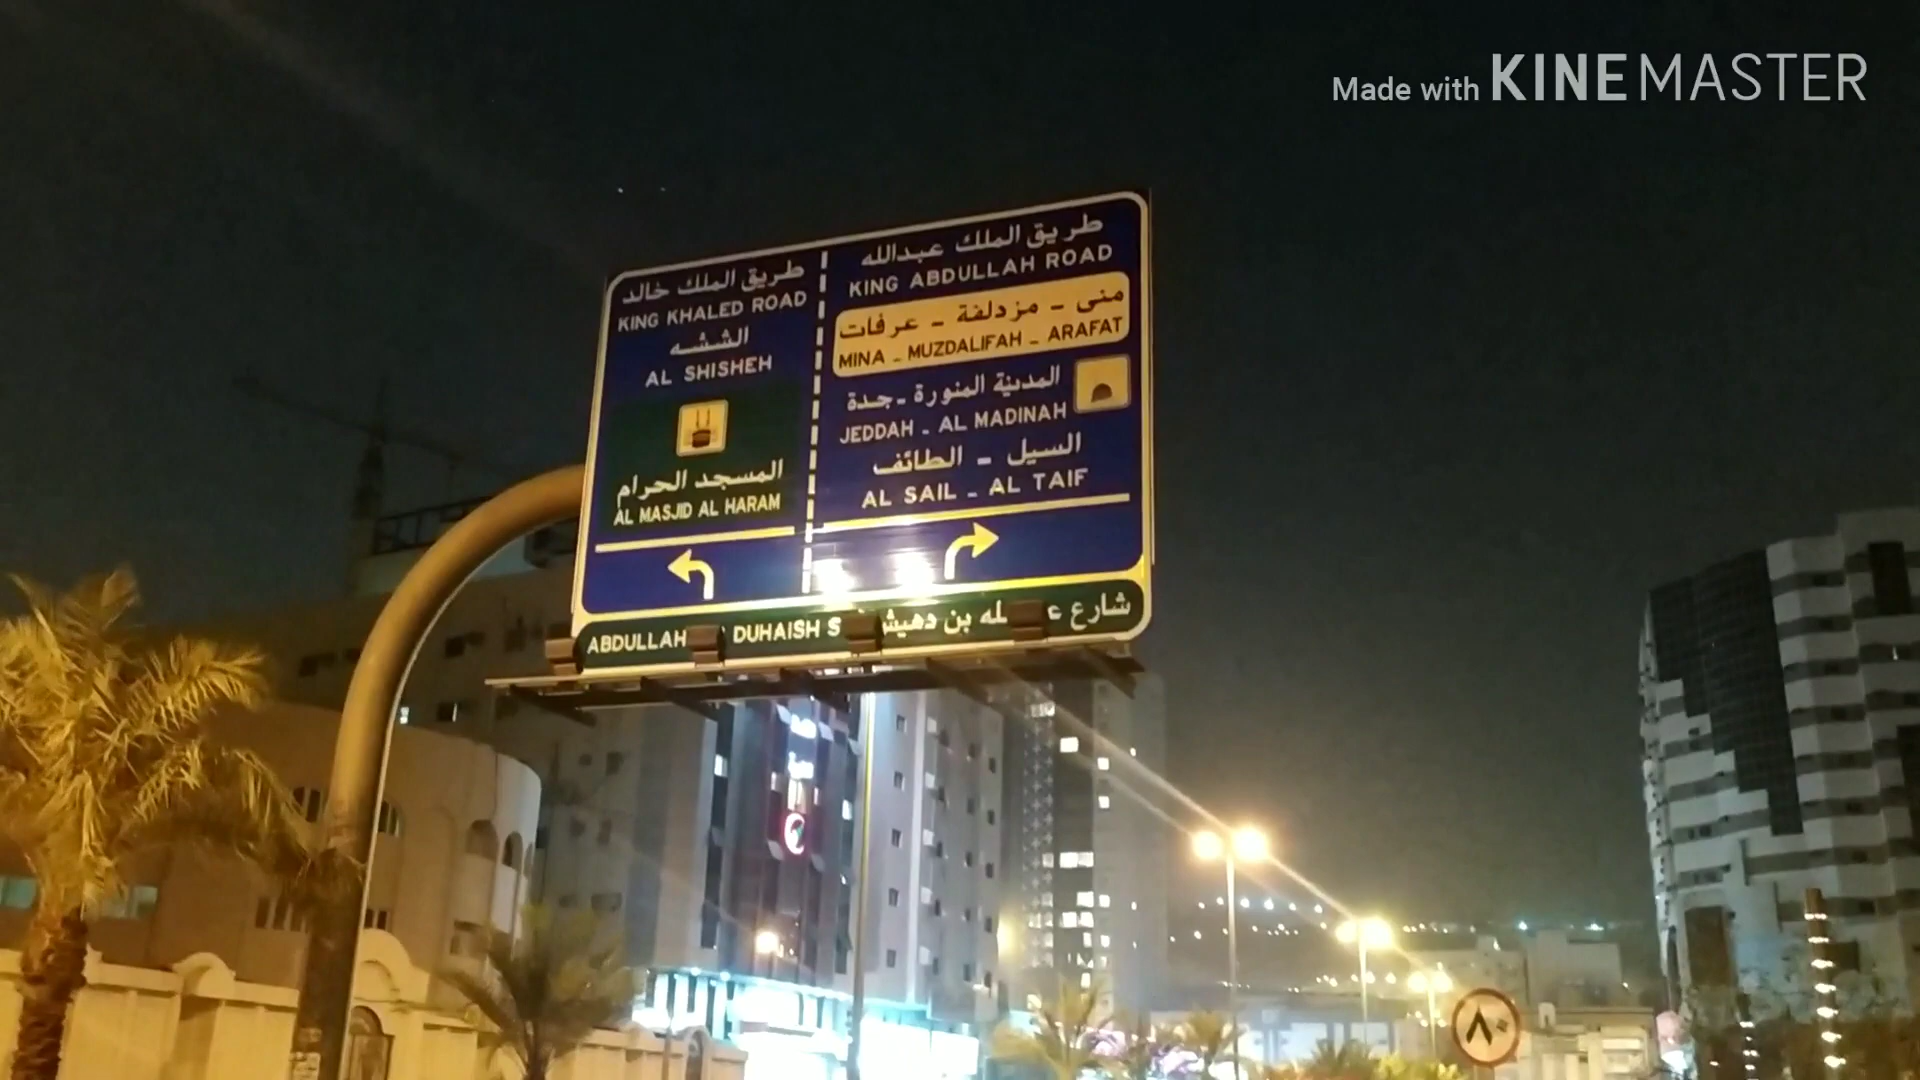 Made with KINEMASTER
طريق الملك خالد
KING KHALED ROAD
الششه
AL SHISHEH
المسجد الحرام
AL MASJID AL HARAM
طريق الملك عبدالله
KING ABDULLAH ROAD
منى - مزدلفة - عرفات
MINA - MUZDALIFAH - ARAFAT
المدينة المنورة - جدة
JEDDAH - AL MADINAH
السيل - الطائف
AL SAIL - AL TAIF
شارع بن دهيش
ABDULLAH DUHAISH
٨٠